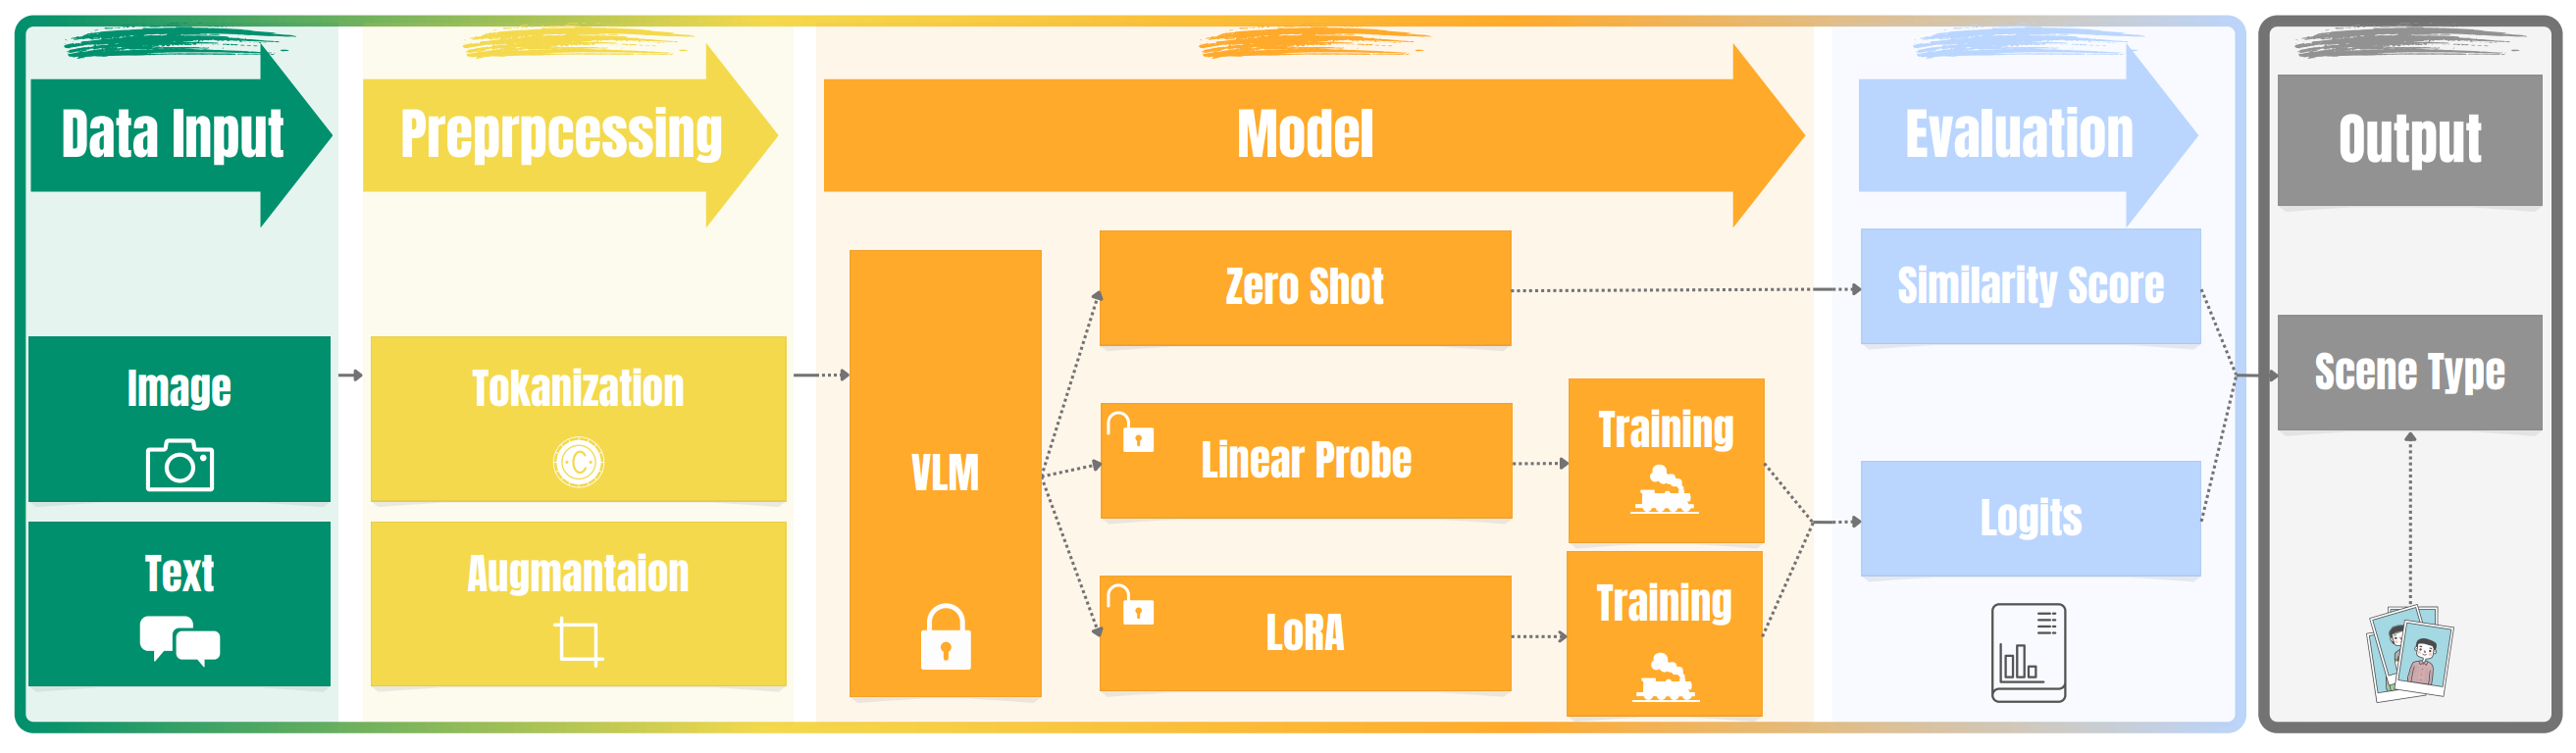 Data Input
Preprpcessing
Model
Evaluation
Output
Image
Text
Tokanization
Augmantaion
VLM
Zero Shot
Linear Probe
LoRA
Training
Training
Similarity Score
Logits
Scene Type